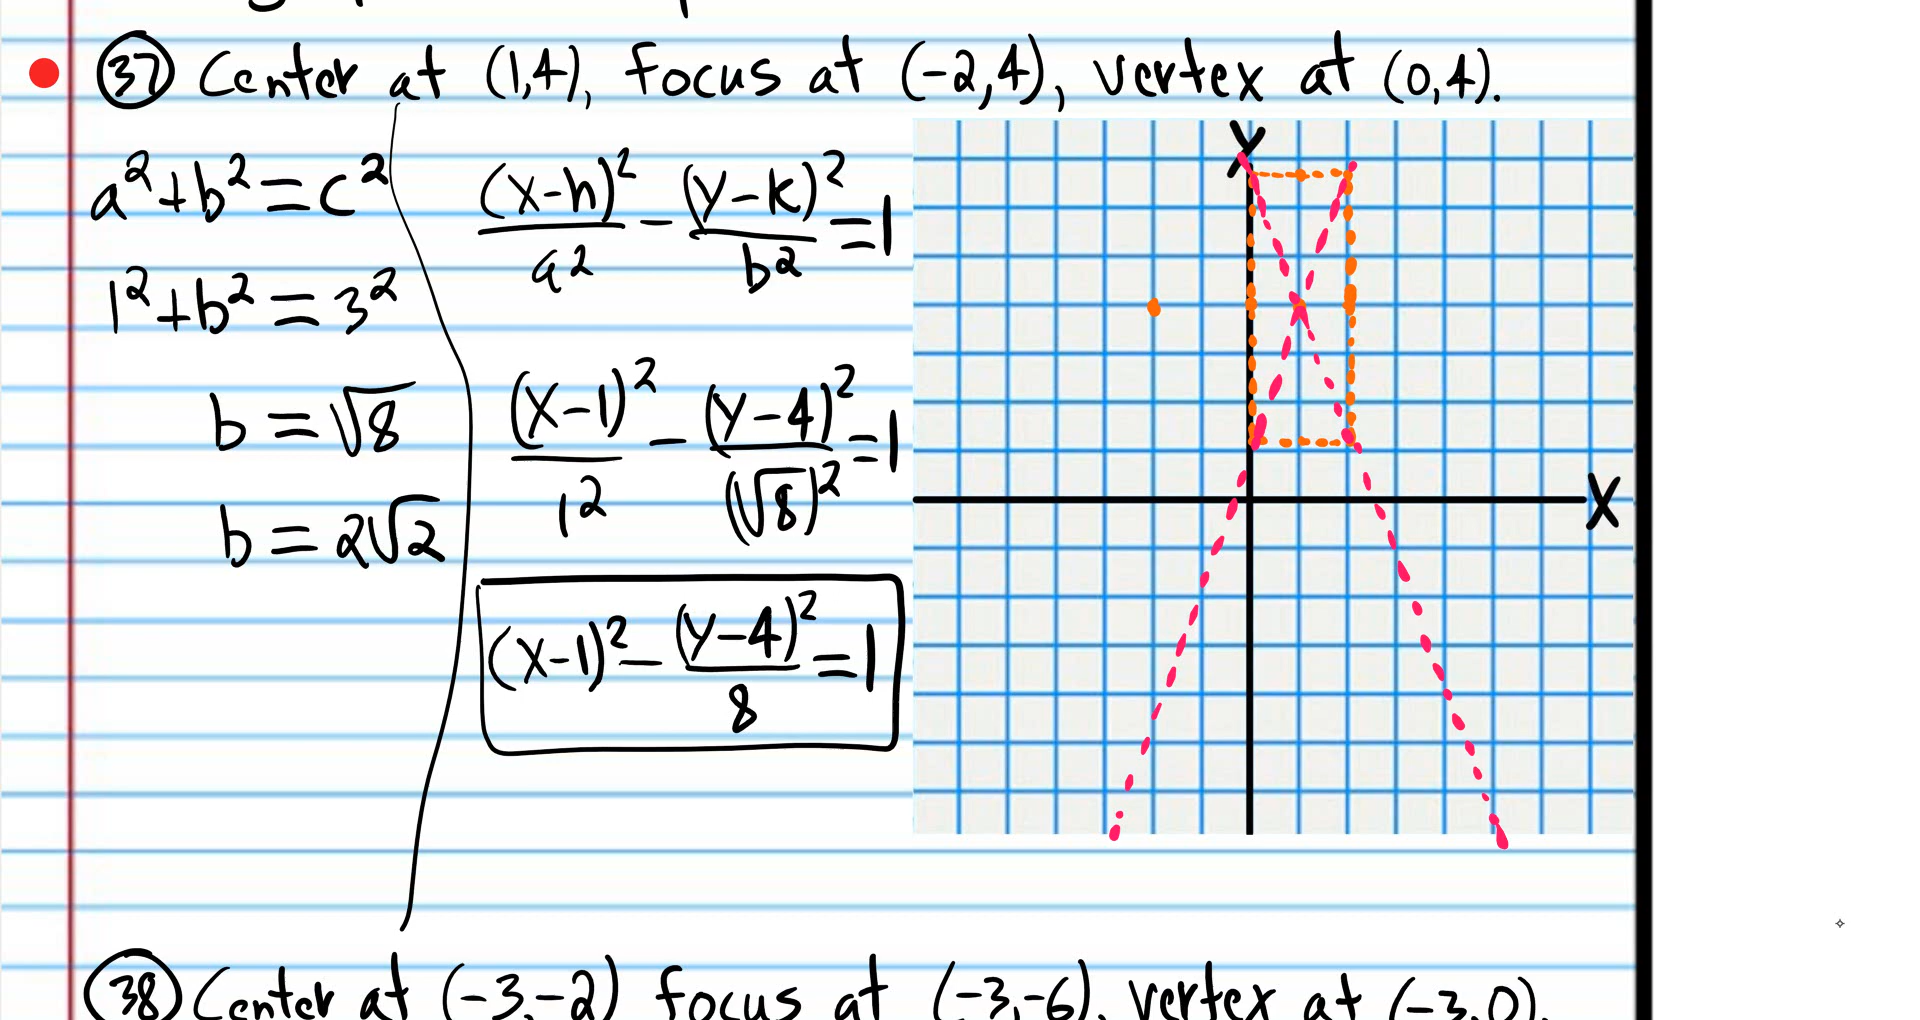 37 Center at (1,4), focus at (-2,4), vertex at (0,4).
a²+b²=c²
1²+b²=3²
b=√8
b=2√2
(x-h)²/a² - (y-k)²/b² = 1
(x-1)²/1² - (y-4)²/(√8)² = 1
(x-1)² - (y-4)²/8 = 1
Y
X
38 Center at (-3,-2) focus at (-3,-6), vertex at (-3,0).